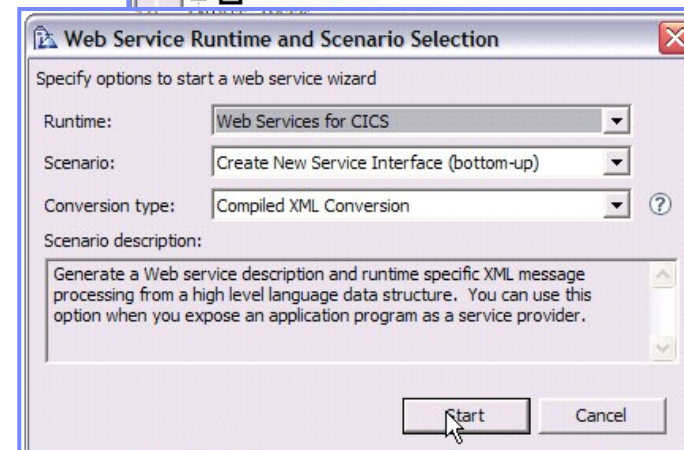 Web Service Runtime and Scenario Selection
Specify options to start a web service wizard
Runtime: Web Services for CICS
Scenario: Create New Service Interface (bottom-up)
Conversion type: Compiled XML Conversion ?
Scenario description:
Generate a Web service description and runtime specific XML message
processing from a high level language data structure. You can use this
option when you expose an application program as a service provider.
Start Cancel